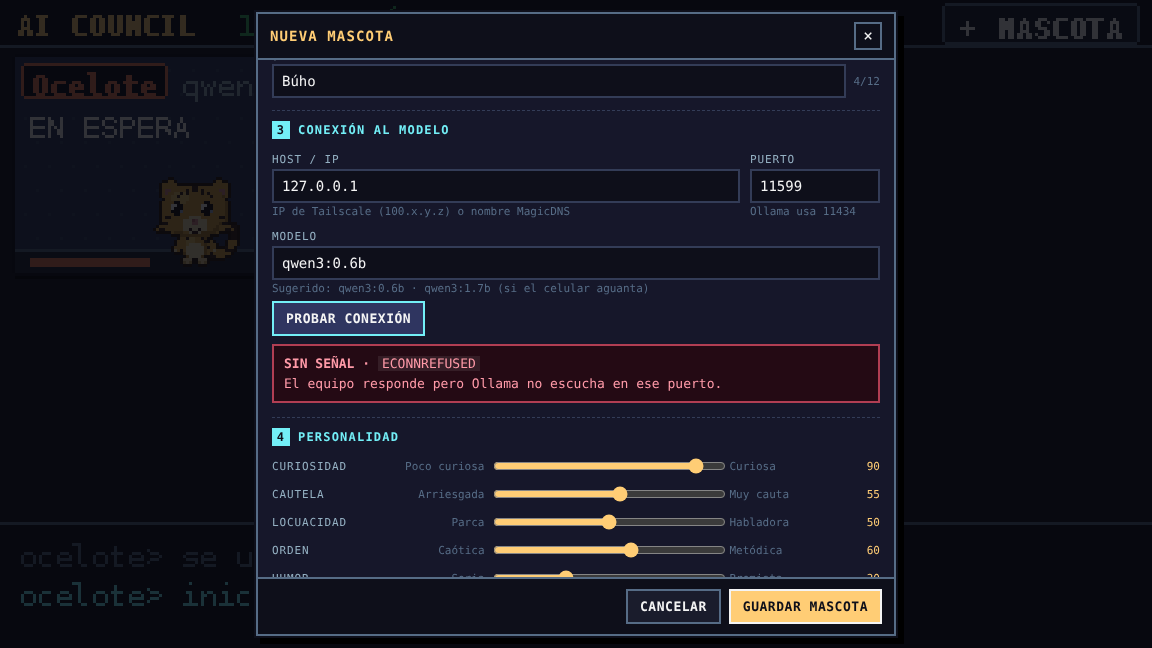 AI COUNCIL
+ MASCOTA
Ocelote qwen
EN ESPERA
ocelote> se u
ocelote> inic
NUEVA MASCOTA
×
Búho
4/12
3 CONEXIÓN AL MODELO
HOST / IP
PUERTO
127.0.0.1
11599
IP de Tailscale (100.x.y.z) o nombre MagicDNS
Ollama usa 11434
MODELO
qwen3:0.6b
Sugerido: qwen3:0.6b · qwen3:1.7b (si el celular aguanta)
PROBAR CONEXIÓN
SIN SEÑAL · ECONNREFUSED
El equipo responde pero Ollama no escucha en ese puerto.
4 PERSONALIDAD
CURIOSIDAD Poco curiosa Curiosa 90
CAUTELA Arriesgada Muy cauta 55
LOCUACIDAD Parca Habladora 50
ORDEN Caótica Metódica 60
HUMOR
CANCELAR
GUARDAR MASCOTA